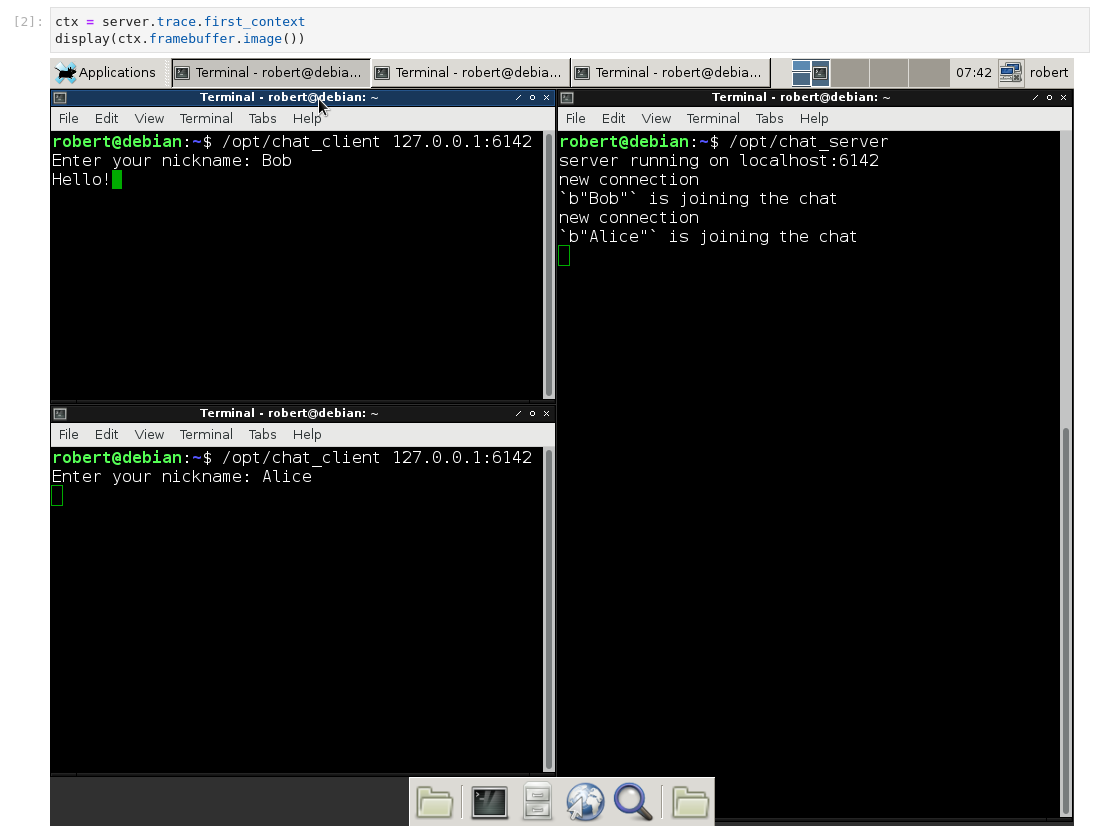 [2]:
ctx = server.trace.first_context
display(ctx.framebuffer.image())
Applications
Terminal - robert@debia...
Terminal - robert@debia...
Terminal - robert@debia...
07:42
robert
Terminal - robert@debian: ~
File Edit View Terminal Tabs Help
robert@debian:~$ /opt/chat_client 127.0.0.1:6142
Enter your nickname: Bob
Hello!
Terminal - robert@debian: ~
File Edit View Terminal Tabs Help
robert@debian:~$ /opt/chat_server
server running on localhost:6142
new connection
`b"Bob"` is joining the chat
new connection
`b"Alice"` is joining the chat
Terminal - robert@debian: ~
File Edit View Terminal Tabs Help
robert@debian:~$ /opt/chat_client 127.0.0.1:6142
Enter your nickname: Alice